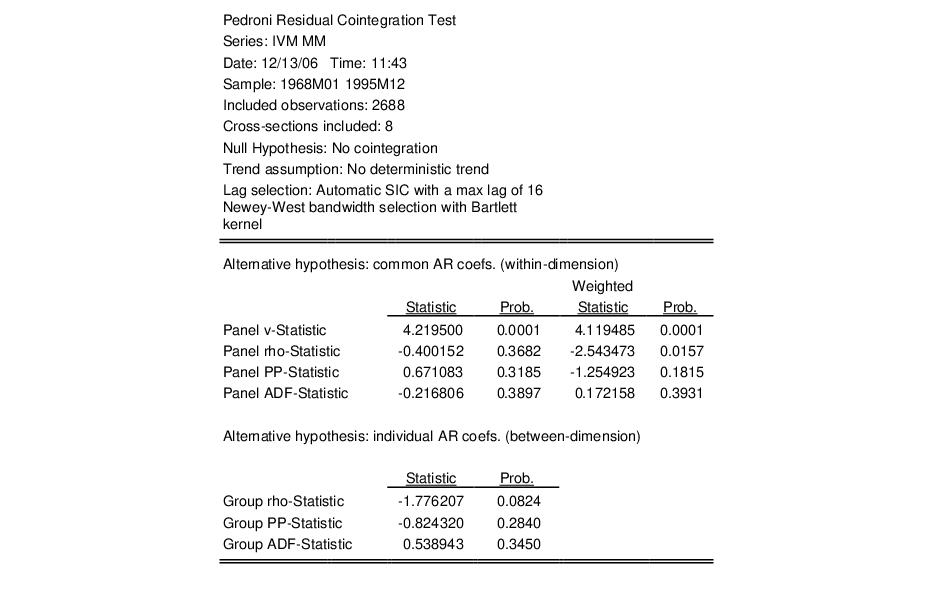 Pedroni Residual Cointegration Test
Series: IVM MM
Date: 12/13/06 Time: 11:43
Sample: 1968M01 1995M12
Included observations: 2688
Cross-sections included: 8
Null Hypothesis: No cointegration
Trend assumption: No deterministic trend
Lag selection: Automatic SIC with a max lag of 16
Newey-West bandwidth selection with Bartlett
kernel
Alternative hypothesis: common AR coefs. (within-dimension)
Weighted
Statistic Prob. Statistic Prob.
Panel v-Statistic 4.219500 0.0001 4.119485 0.0001
Panel rho-Statistic -0.400152 0.3682 -2.543473 0.0157
Panel PP-Statistic 0.671083 0.3185 -1.254923 0.1815
Panel ADF-Statistic -0.216806 0.3897 0.172158 0.3931
Alternative hypothesis: individual AR coefs. (between-dimension)
Statistic Prob.
Group rho-Statistic -1.776207 0.0824
Group PP-Statistic -0.824320 0.2840
Group ADF-Statistic 0.538943 0.3450